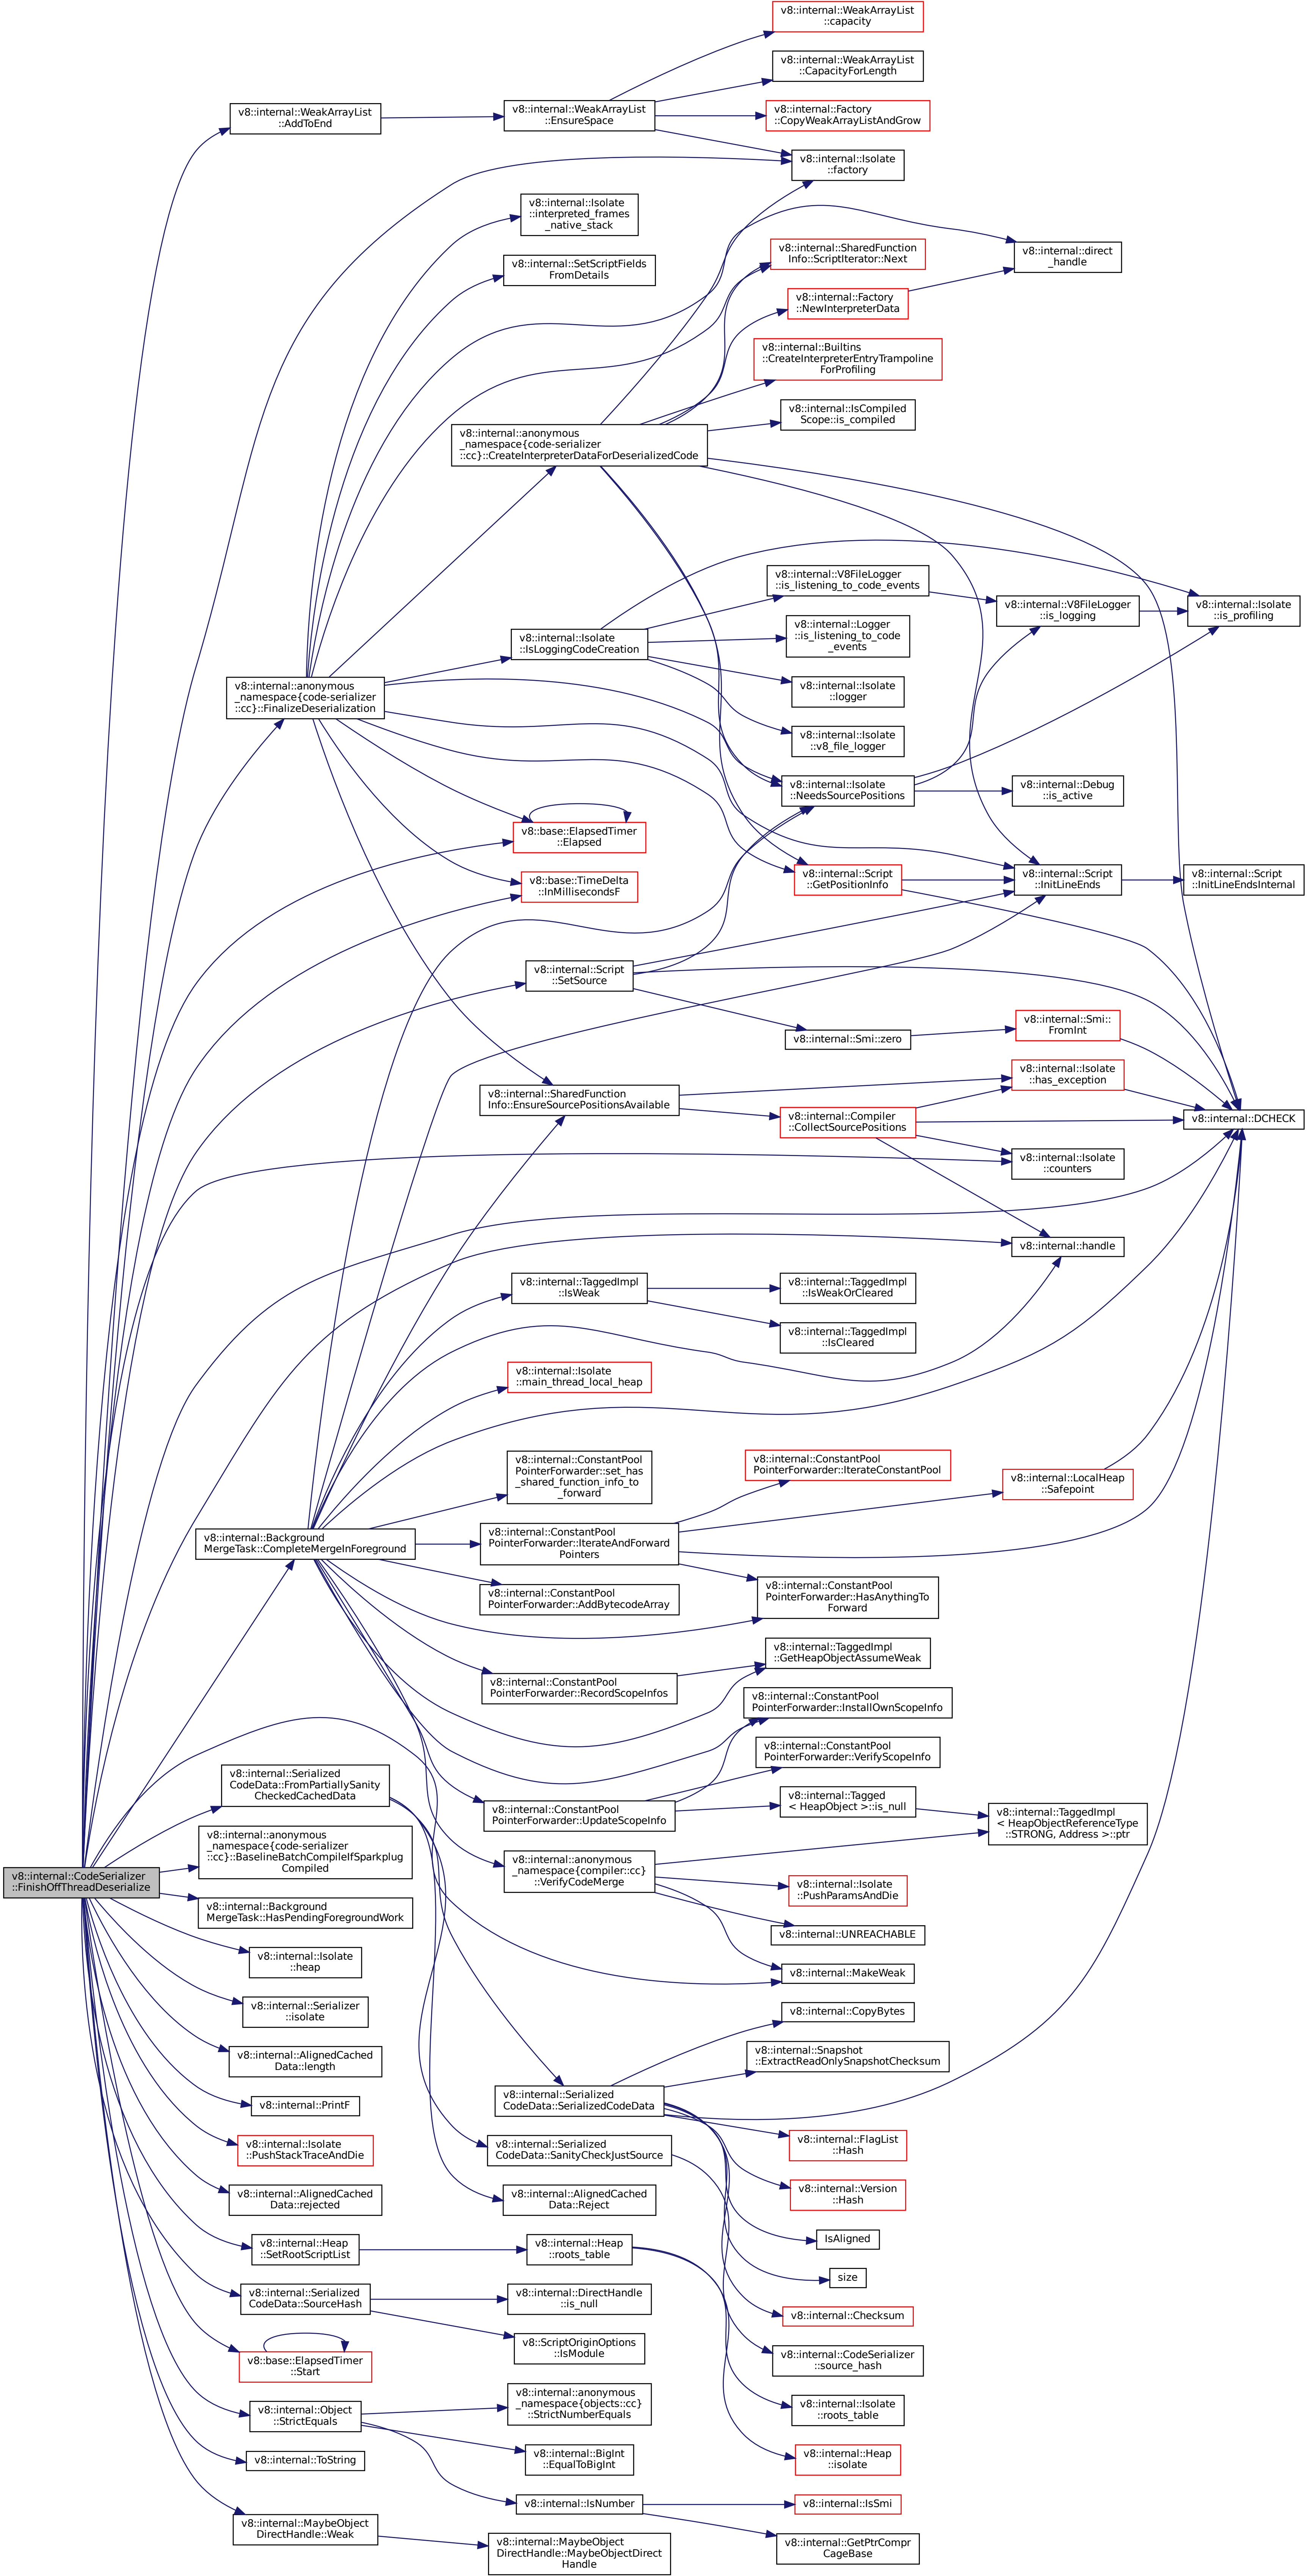 v8::internal::WeakArrayList
::capacity
v8::internal::WeakArrayList
::CapacityForLength
v8::internal::WeakArrayList
::AddToEnd
v8::internal::WeakArrayList
::EnsureSpace
v8::internal::Factory
::CopyWeakArrayListAndGrow
v8::internal::Isolate
::factory
v8::internal::Isolate
::interpreted_frames
_native_stack
v8::internal::SetScriptFields
FromDetails
v8::internal::SharedFunction
Info::ScriptIterator::Next
v8::internal::direct
_handle
v8::internal::Factory
::NewInterpreterData
v8::internal::Builtins
::CreateInterpreterEntryTrampoline
ForProfiling
v8::internal::IsCompiled
Scope::is_compiled
v8::internal::anonymous
_namespace{code-serializer
::cc}::CreateInterpreterDataForDeserializedCode
v8::internal::V8FileLogger
::is_listening_to_code_events
v8::internal::V8FileLogger
::is_logging
v8::internal::Isolate
::is_profiling
v8::internal::Isolate
::IsLoggingCodeCreation
v8::internal::Logger
::is_listening_to_code
_events
v8::internal::Isolate
::logger
v8::internal::anonymous
_namespace{code-serializer
::cc}::FinalizeDeserialization
v8::internal::Isolate
::v8_file_logger
v8::internal::Isolate
::NeedsSourcePositions
v8::internal::Debug
::is_active
v8::base::ElapsedTimer
::Elapsed
v8::base::TimeDelta
::InMillisecondsF
v8::internal::Script
::GetPositionInfo
v8::internal::Script
::InitLineEnds
v8::internal::Script
::InitLineEndsInternal
v8::internal::Script
::SetSource
v8::internal::Smi::zero
v8::internal::Smi::
FromInt
v8::internal::SharedFunction
Info::EnsureSourcePositionsAvailable
v8::internal::Isolate
::has_exception
v8::internal::Compiler
::CollectSourcePositions
v8::internal::DCHECK
v8::internal::Isolate
::counters
v8::internal::handle
v8::internal::TaggedImpl
::IsWeak
v8::internal::TaggedImpl
::IsWeakOrCleared
v8::internal::TaggedImpl
::IsCleared
v8::internal::Isolate
::main_thread_local_heap
v8::internal::ConstantPool
PointerForwarder::set_has
_shared_function_info_to
_forward
v8::internal::ConstantPool
PointerForwarder::IterateConstantPool
v8::internal::LocalHeap
::Safepoint
v8::internal::Background
MergeTask::CompleteMergeInForeground
v8::internal::ConstantPool
PointerForwarder::IterateAndForward
Pointers
v8::internal::ConstantPool
PointerForwarder::AddBytecodeArray
v8::internal::ConstantPool
PointerForwarder::HasAnythingTo
Forward
v8::internal::TaggedImpl
::GetHeapObjectAssumeWeak
v8::internal::ConstantPool
PointerForwarder::RecordScopeInfos
v8::internal::ConstantPool
PointerForwarder::InstallOwnScopeInfo
v8::internal::ConstantPool
PointerForwarder::VerifyScopeInfo
v8::internal::Serialized
CodeData::FromPartiallySanity
CheckedCachedData
v8::internal::ConstantPool
PointerForwarder::UpdateScopeInfo
v8::internal::Tagged
< HeapObject >::is_null
v8::internal::TaggedImpl
< HeapObjectReferenceType
::STRONG, Address >::ptr
v8::internal::anonymous
_namespace{code-serializer
::cc}::BaselineBatchCompileIfSparkplug
Compiled
v8::internal::anonymous
_namespace{compiler::cc}
::VerifyCodeMerge
v8::internal::CodeSerializer
::FinishOffThreadDeserialize
v8::internal::Isolate
::PushParamsAndDie
v8::internal::Background
MergeTask::HasPendingForegroundWork
v8::internal::UNREACHABLE
v8::internal::Isolate
::heap
v8::internal::MakeWeak
v8::internal::Serializer
::isolate
v8::internal::CopyBytes
v8::internal::AlignedCached
Data::length
v8::internal::Snapshot
::ExtractReadOnlySnapshotChecksum
v8::internal::PrintF
v8::internal::Serialized
CodeData::SerializedCodeData
v8::internal::Isolate
::PushStackTraceAndDie
v8::internal::Serialized
CodeData::SanityCheckJustSource
v8::internal::FlagList
::Hash
v8::internal::AlignedCached
Data::rejected
v8::internal::AlignedCached
Data::Reject
v8::internal::Version
::Hash
IsAligned
v8::internal::Heap
::SetRootScriptList
v8::internal::Heap
::roots_table
size
v8::internal::Serialized
CodeData::SourceHash
v8::internal::DirectHandle
::is_null
v8::internal::Checksum
v8::ScriptOriginOptions
::IsModule
v8::internal::CodeSerializer
::source_hash
v8::base::ElapsedTimer
::Start
v8::internal::Object
::StrictEquals
v8::internal::anonymous
_namespace{objects::cc}
::StrictNumberEquals
v8::internal::Isolate
::roots_table
v8::internal::ToString
v8::internal::BigInt
::EqualToBigInt
v8::internal::Heap
::isolate
v8::internal::IsNumber
v8::internal::IsSmi
v8::internal::MaybeObject
DirectHandle::Weak
v8::internal::MaybeObject
DirectHandle::MaybeObjectDirect
Handle
v8::internal::GetPtrCompr
CageBase